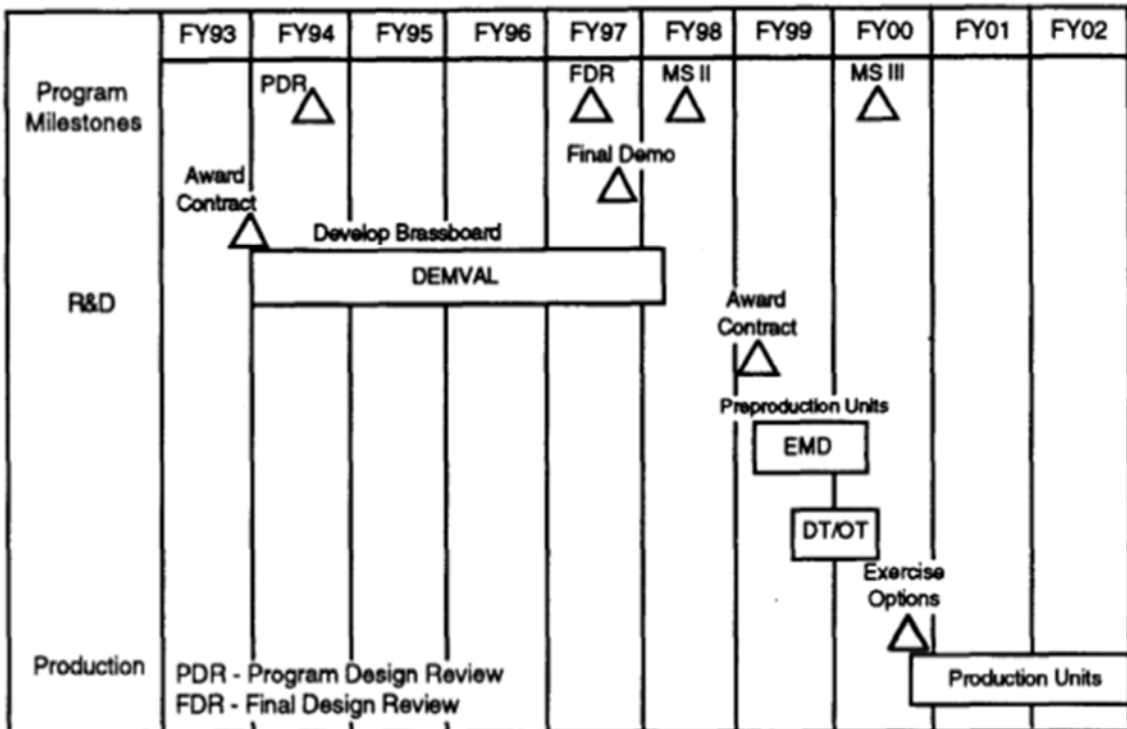 FY93 FY94 FY95 FY96 FY97 FY98 FY99 FY00 FY01 FY02
Program
Milestones
PDR
FDR
MS II
MS III
Final Demo
Award
Contract
Develop Brassboard
R&D
DEMVAL
Award
Contract
Preproduction Units
EMD
DT/OT
Exercise
Options
Production
Production Units
PDR - Program Design Review
FDR - Final Design Review